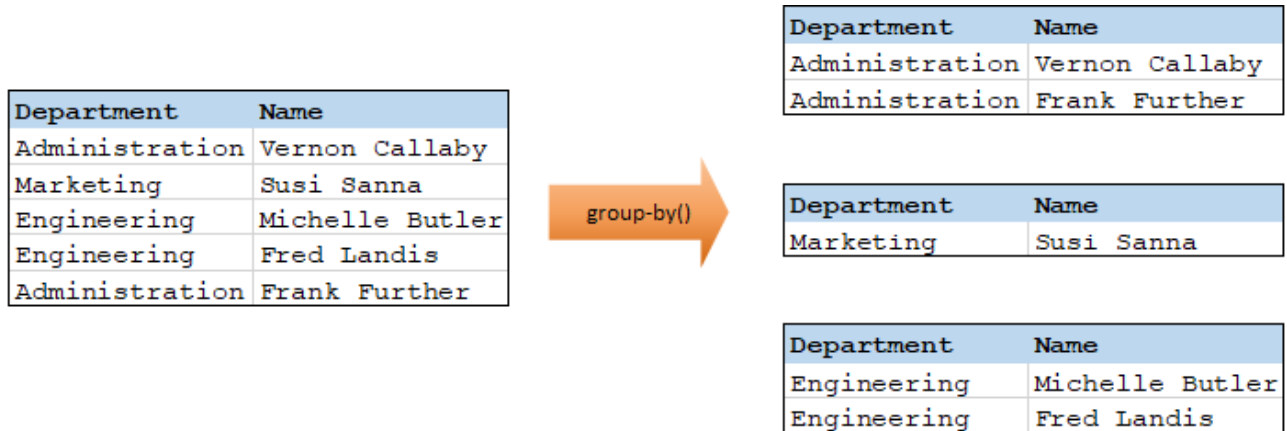 Department Name
Administration Vernon Callaby
Marketing Susi Sanna
Engineering Michelle Butler
Engineering Fred Landis
Administration Frank Further
group-by()
Department Name
Administration Vernon Callaby
Administration Frank Further
Department Name
Marketing Susi Sanna
Department Name
Engineering Michelle Butler
Engineering Fred Landis